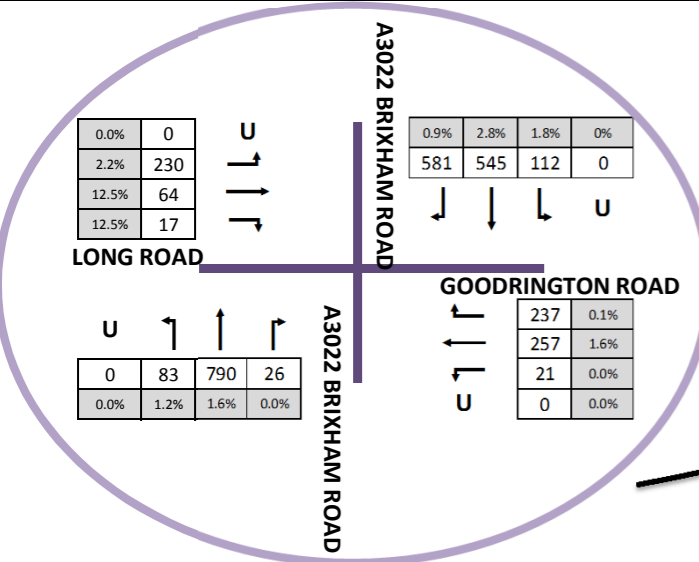 A3022 BRIXHAM ROAD
0.0% 0 U
2.2% 230
12.5% 64
12.5% 17
LONG ROAD
0.9% 2.8% 1.8% 0%
581 545 112 0
U
GOODRINGTON ROAD
237 0.1%
257 1.6%
21 0.0%
U 0 0.0%
U
0 83 790 26
0.0% 1.2% 1.6% 0.0%
A3022 BRIXHAM ROAD